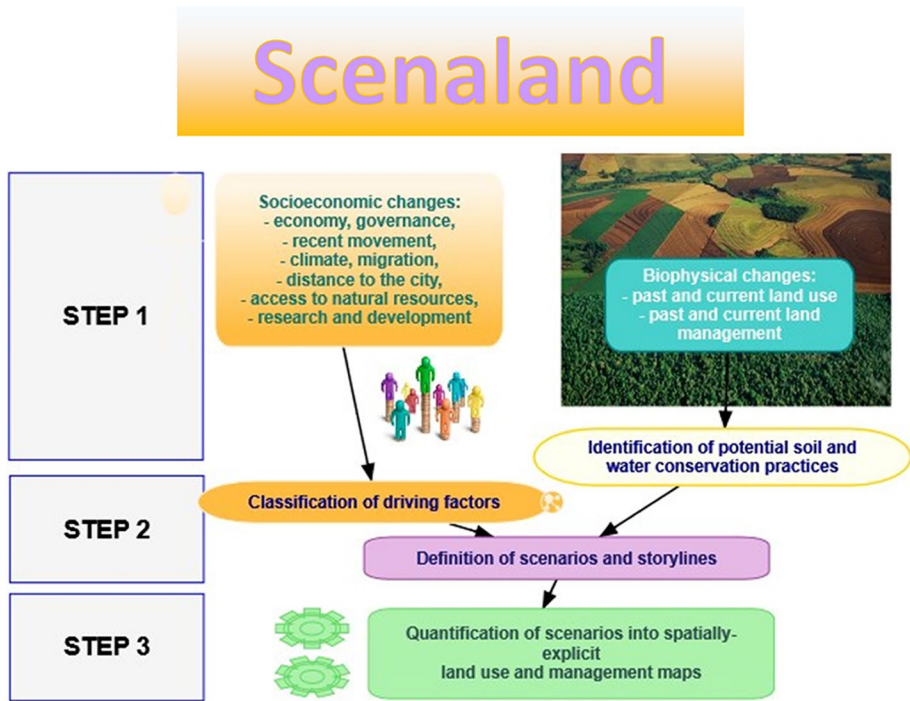 Scenaland
STEP 1
Socioeconomic changes:
- economy, governance,
- recent movement,
- climate, migration,
- distance to the city,
- access to natural resources,
- research and development
Biophysical changes:
- past and current land use
- past and current land
management
Identification of potential soil and
water conservation practices
STEP 2
Classification of driving factors
Definition of scenarios and storylines
STEP 3
Quantification of scenarios into spatially-
explicit
land use and management maps